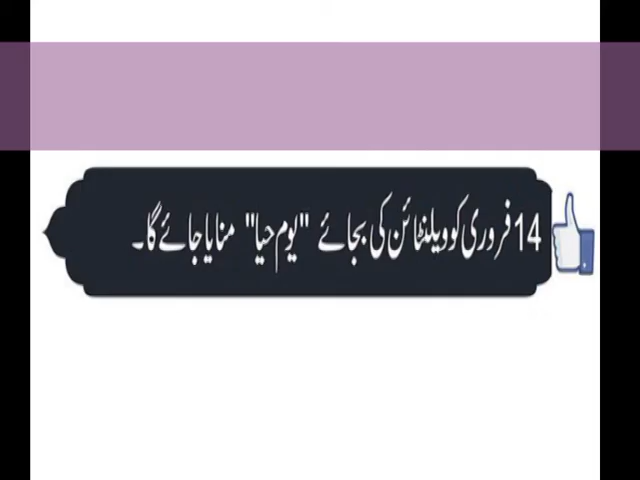 14 فروری کو ویلنٹائن کی بجائے "یوم حیا" منایا جائے گا۔